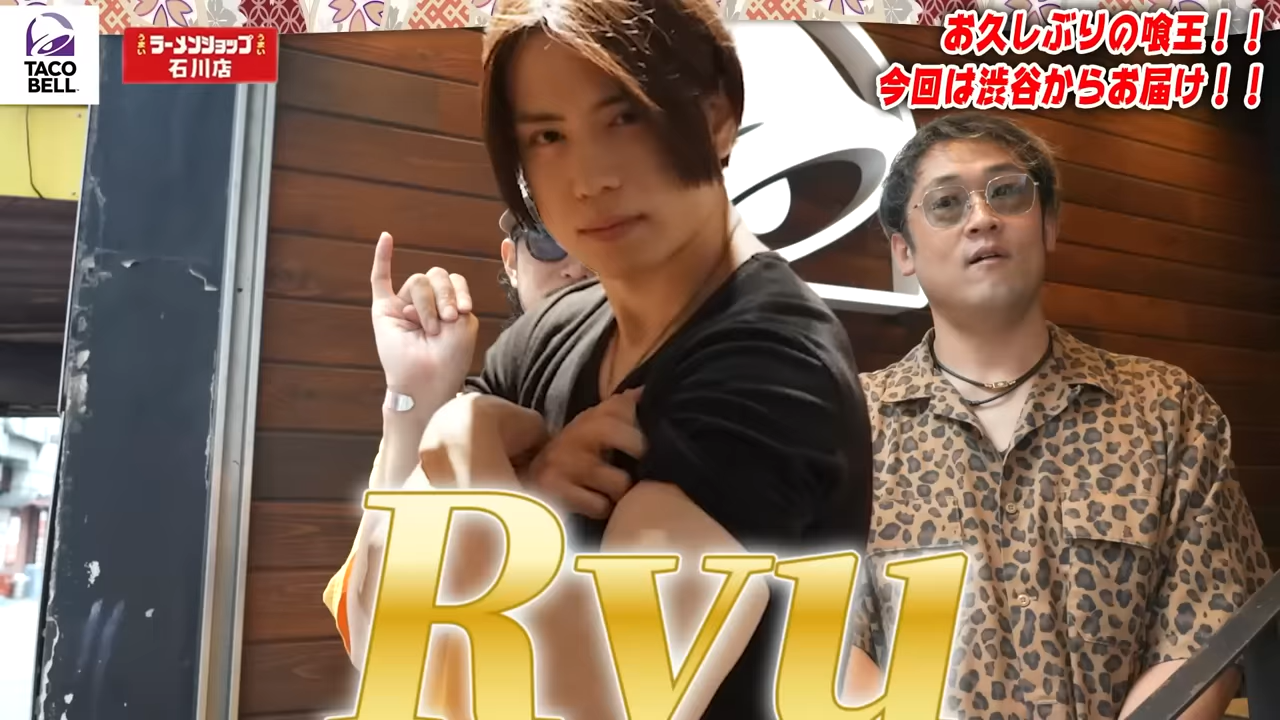 TACO
BELL
うまい ラーメンショップ うまい
石川店
お久しぶりの喰王！！
今回は渋谷からお届け！！
Ryu